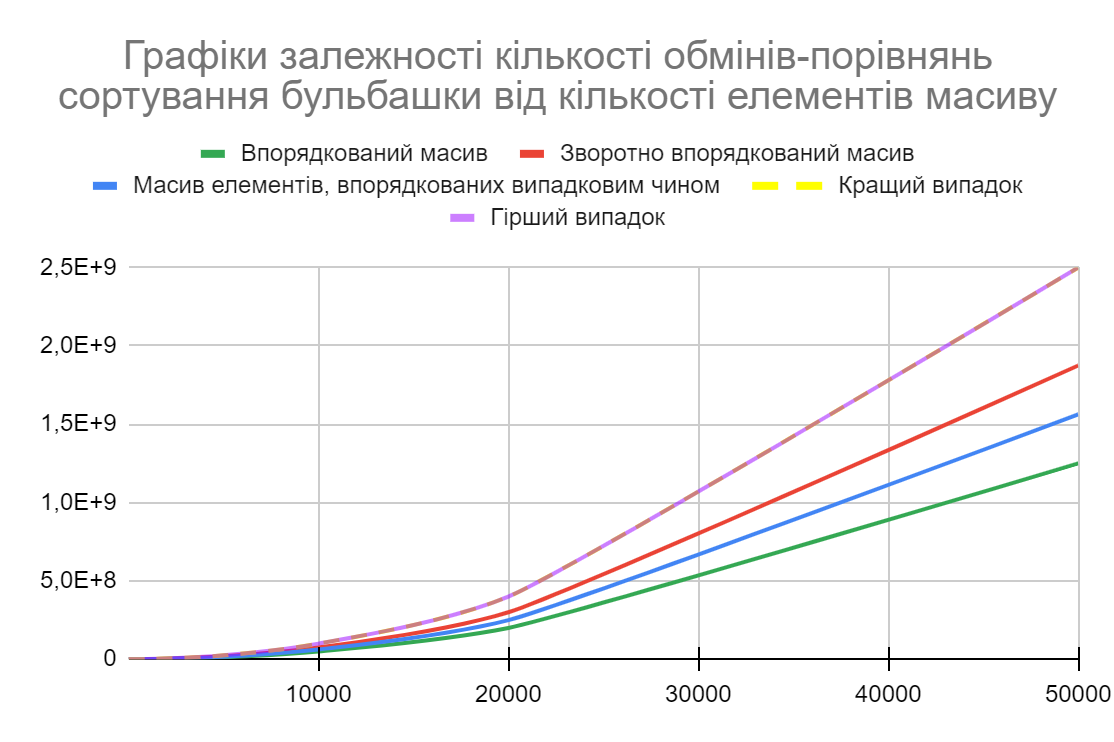 Графіки залежності кількості обмінів-порівнянь
сортування бульбашки від кількості елементів масиву
Впорядкований масив Зворотно впорядкований масив
Масив елементів, впорядкованих випадковим чином Кращий випадок
Гірший випадок
2,5E+9
2,0E+9
1,5E+9
1,0E+9
5,0E+8
0
10000 20000 30000 40000 50000